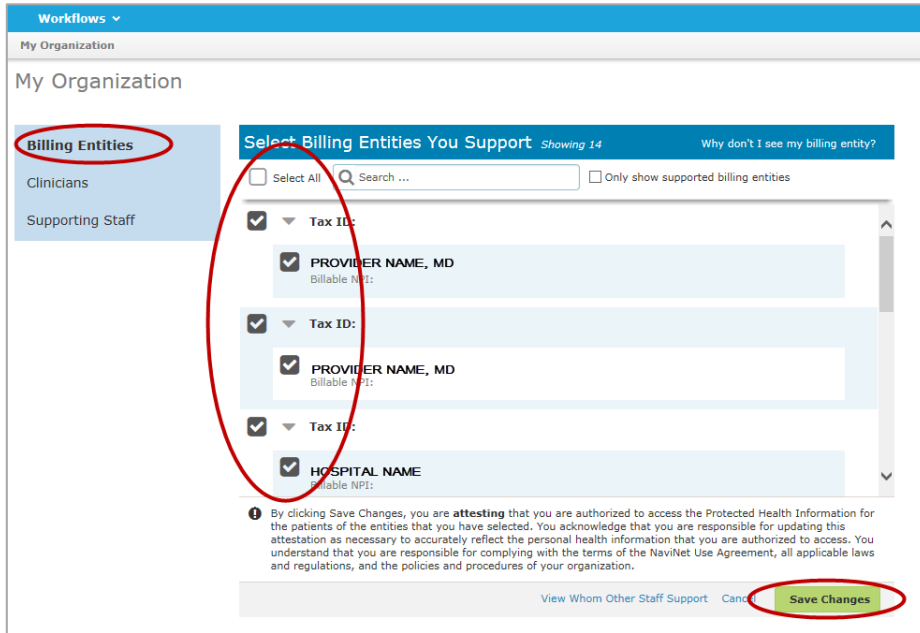 Workflows
My Organization
My Organization
Billing Entities
Clinicians
Supporting Staff
Select Billing Entities You Support Showing 14 Why don't I see my billing entity?
Select All Search ... Only show supported billing entities
Tax ID:
PROVIDER NAME, MD
Billable NPI:
Tax ID:
PROVIDER NAME, MD
Billable NPI:
Tax ID:
HOSPITAL NAME
Billable NPI:
By clicking Save Changes, you are attesting that you are authorized to access the Protected Health Information for
the patients of the entities that you have selected. You acknowledge that you are responsible for updating this
attestation as necessary to accurately reflect the personal health information that you are authorized to access. You
understand that you are responsible for complying with the terms of the NaviNet Use Agreement, all applicable laws
and regulations, and the policies and procedures of your organization.
View Whom Other Staff Support Cancel Save Changes